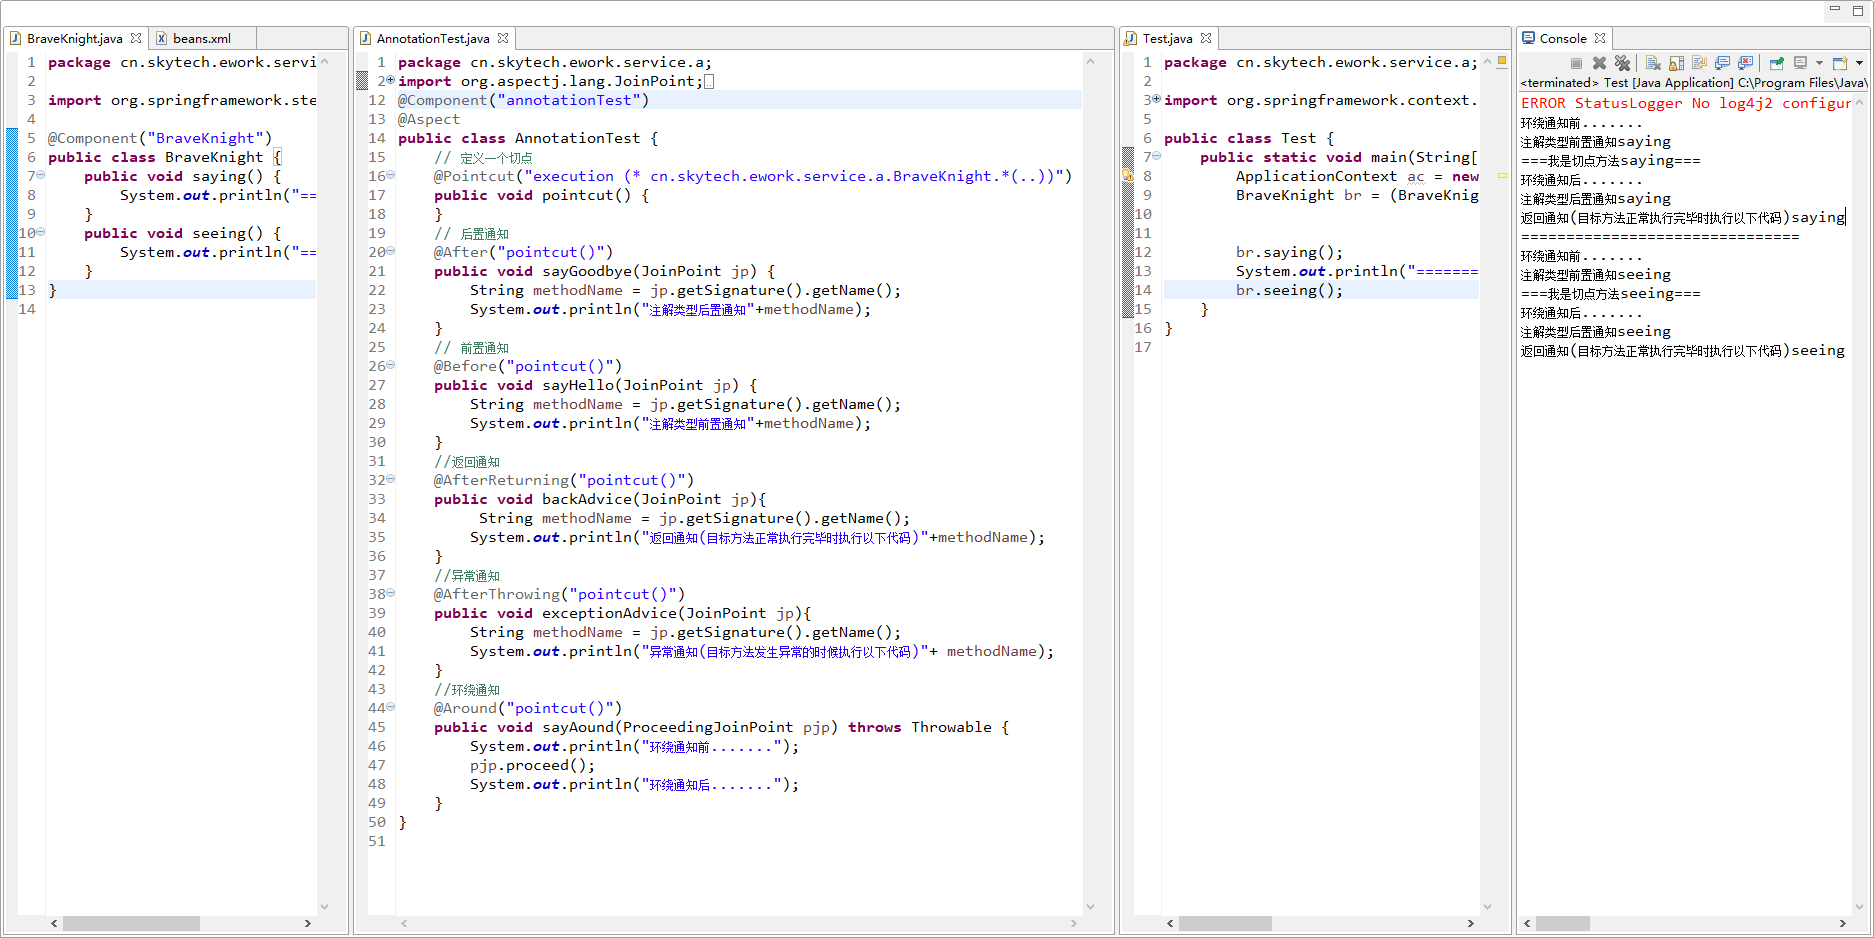 BraveKnight.java
beans.xml
1 package cn.skytech.ework.servi
2
3 import org.springframework.ste
4
5 @Component("BraveKnight")
6 public class BraveKnight {
7 public void saying() {
8 System.out.println("==
9 }
10 public void seeing() {
11 System.out.println("==
12 }
13 }
14
AnnotationTest.java
1 package cn.skytech.ework.service.a;
2 import org.aspectj.lang.JoinPoint;
12 @Component("annotationTest")
13 @Aspect
14 public class AnnotationTest {
15 // 定义一个切点
16 @Pointcut("execution (* cn.skytech.ework.service.a.BraveKnight.*(..))")
17 public void pointcut() {
18 }
19 // 后置通知
20 @After("pointcut()")
21 public void sayGoodbye(JoinPoint jp) {
22 String methodName = jp.getSignature().getName();
23 System.out.println("注解类型后置通知"+methodName);
24 }
25 // 前置通知
26 @Before("pointcut()")
27 public void sayHello(JoinPoint jp) {
28 String methodName = jp.getSignature().getName();
29 System.out.println("注解类型前置通知"+methodName);
30 }
31 //返回通知
32 @AfterReturning("pointcut()")
33 public void backAdvice(JoinPoint jp){
34 String methodName = jp.getSignature().getName();
35 System.out.println("返回通知(目标方法正常执行完毕时执行以下代码)"+methodName);
36 }
37 //异常通知
38 @AfterThrowing("pointcut()")
39 public void exceptionAdvice(JoinPoint jp){
40 String methodName = jp.getSignature().getName();
41 System.out.println("异常通知(目标方法发生异常的时候执行以下代码)"+ methodName);
42 }
43 //环绕通知
44 @Around("pointcut()")
45 public void sayAound(ProceedingJoinPoint pjp) throws Throwable {
46 System.out.println("环绕通知前.......");
47 pjp.proceed();
48 System.out.println("环绕通知后.......");
49 }
50 }
51
Test.java
1 package cn.skytech.ework.service.a;
2
3 import org.springframework.context.
5
6 public class Test {
7 public static void main(String[
8 ApplicationContext ac = new
9 BraveKnight br = (BraveKnig
10
11
12 br.saying();
13 System.out.println("=======
14 br.seeing();
15 }
16 }
17
Console
<terminated> Test [Java Application] C:\Program Files\Java\
ERROR StatusLogger No log4j2 configur
环绕通知前.......
注解类型前置通知saying
===我是切点方法saying===
环绕通知后.......
注解类型后置通知saying
返回通知(目标方法正常执行完毕时执行以下代码)saying
===============================
环绕通知前.......
注解类型前置通知seeing
===我是切点方法seeing===
环绕通知后.......
注解类型后置通知seeing
返回通知(目标方法正常执行完毕时执行以下代码)seeing